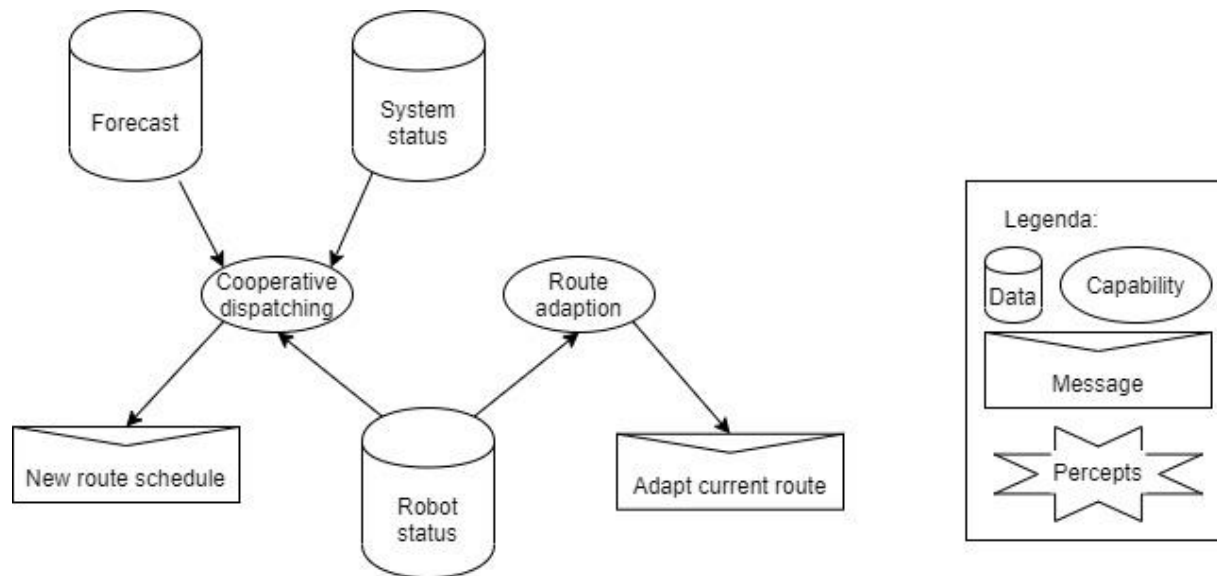 Forecast
System
status
Cooperative
dispatching
Route
adaption
New route schedule
Robot
status
Adapt current route
Legenda:
Data
Capability
Message
Percepts